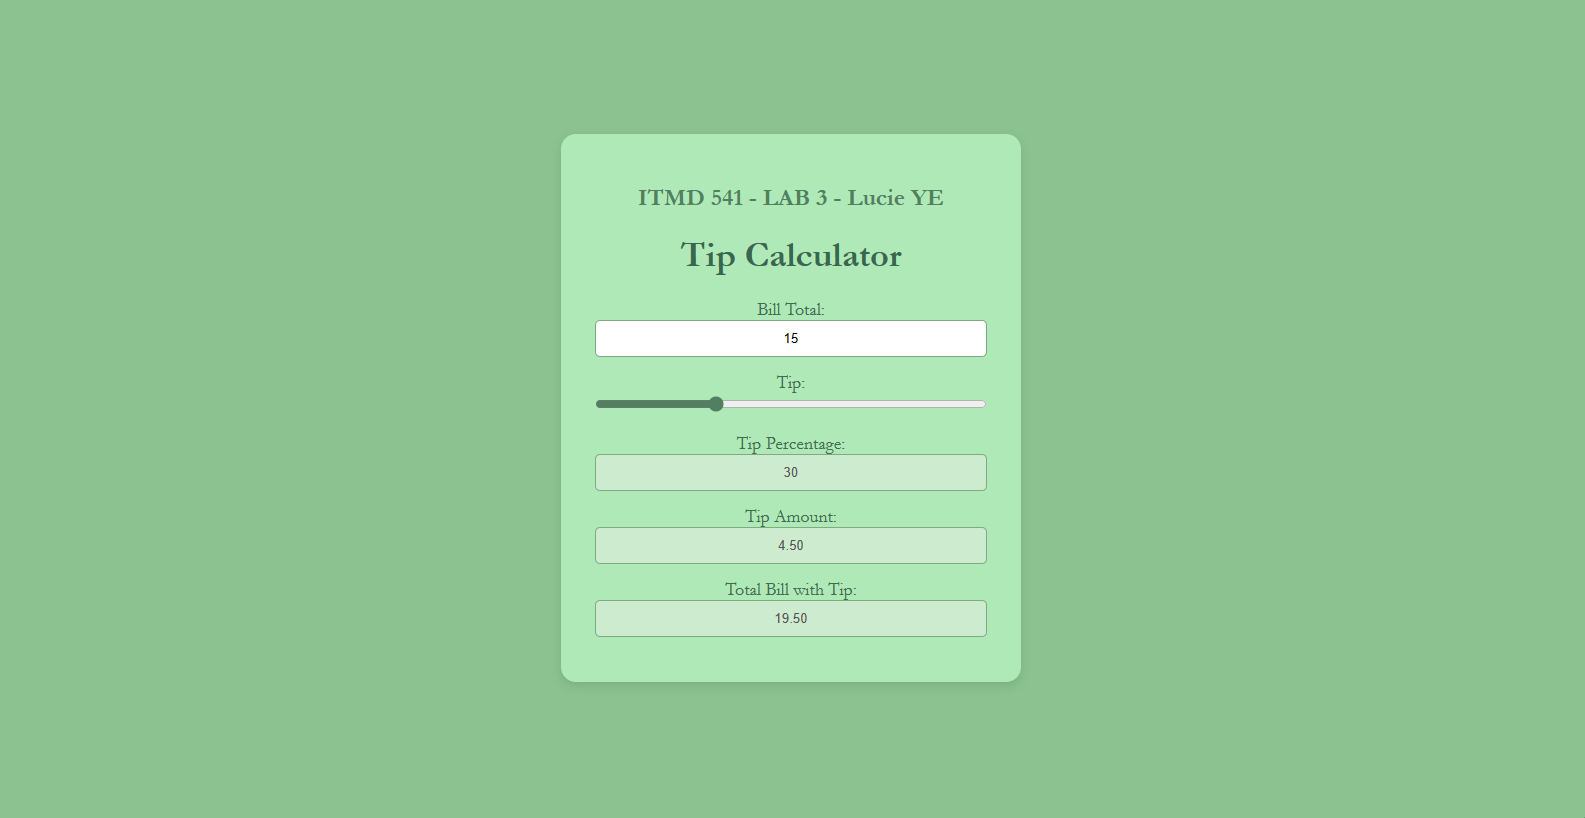 ITMD 541 - LAB 3 - Lucie YE
Tip Calculator
Bill Total:
15
Tip:
Tip Percentage:
30
Tip Amount:
4.50
Total Bill with Tip:
19.50